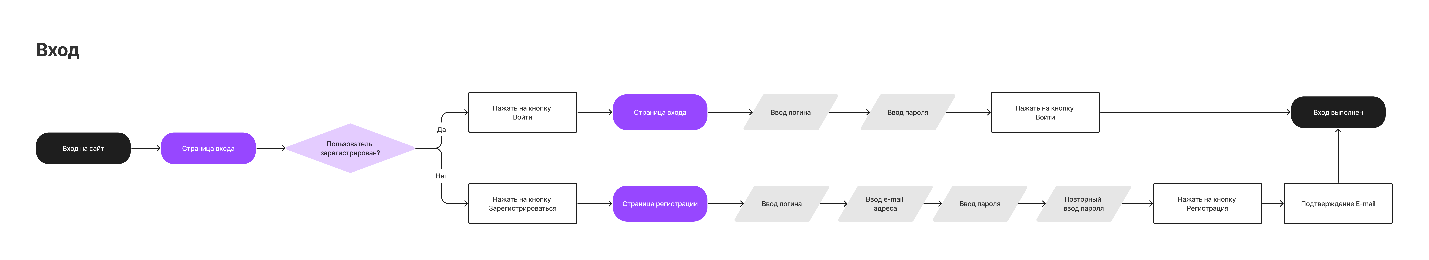 Вход
Вход на сайт
Страница входа
Пользователь
зарегистрирован?
Да
Нажать на кнопку
Войти
Страница входа
Ввод логина
Ввод пароля
Нажать на кнопку
Войти
Вход выполнен
Нет
Нажать на кнопку
Зарегистрироваться
Страница регистрации
Ввод логина
Ввод e-mail
адреса
Ввод пароля
Повторный
ввод пароля
Нажать на кнопку
Регистрация
Подтверждение E-mail